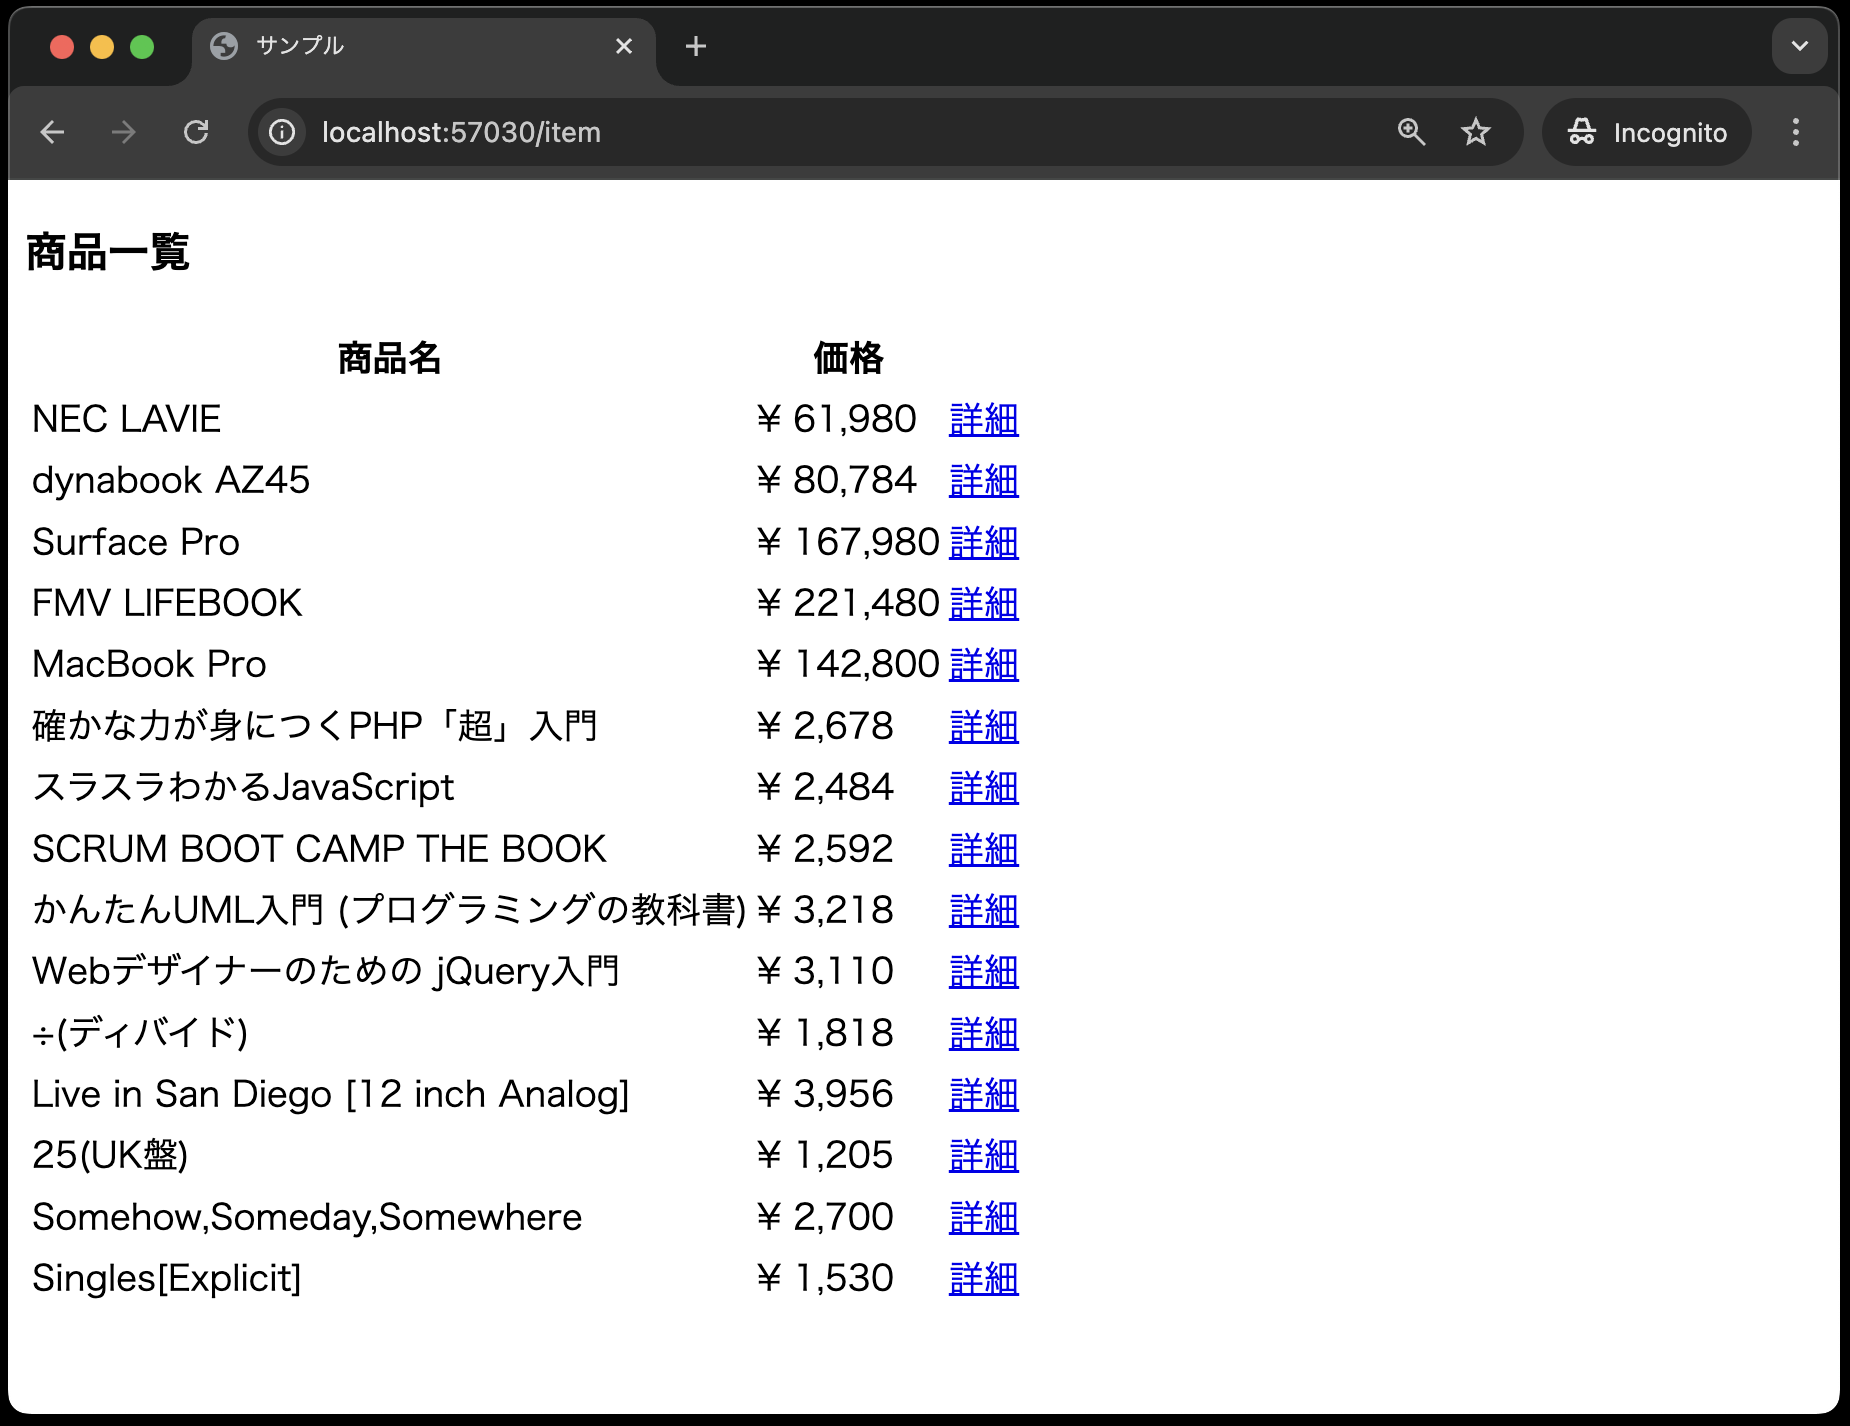 サンプル
localhost:57030/item
Incognito
商品一覧
商品名 価格
NEC LAVIE ¥ 61,980 詳細
dynabook AZ45 ¥ 80,784 詳細
Surface Pro ¥ 167,980 詳細
FMV LIFEBOOK ¥ 221,480 詳細
MacBook Pro ¥ 142,800 詳細
確かな力が身につくPHP「超」入門 ¥ 2,678 詳細
スラスラわかるJavaScript ¥ 2,484 詳細
SCRUM BOOT CAMP THE BOOK ¥ 2,592 詳細
かんたんUML入門 (プログラミングの教科書) ¥ 3,218 詳細
Webデザイナーのための jQuery入門 ¥ 3,110 詳細
÷(ディバイド) ¥ 1,818 詳細
Live in San Diego [12 inch Analog] ¥ 3,956 詳細
25(UK盤) ¥ 1,205 詳細
Somehow,Someday,Somewhere ¥ 2,700 詳細
Singles[Explicit] ¥ 1,530 詳細